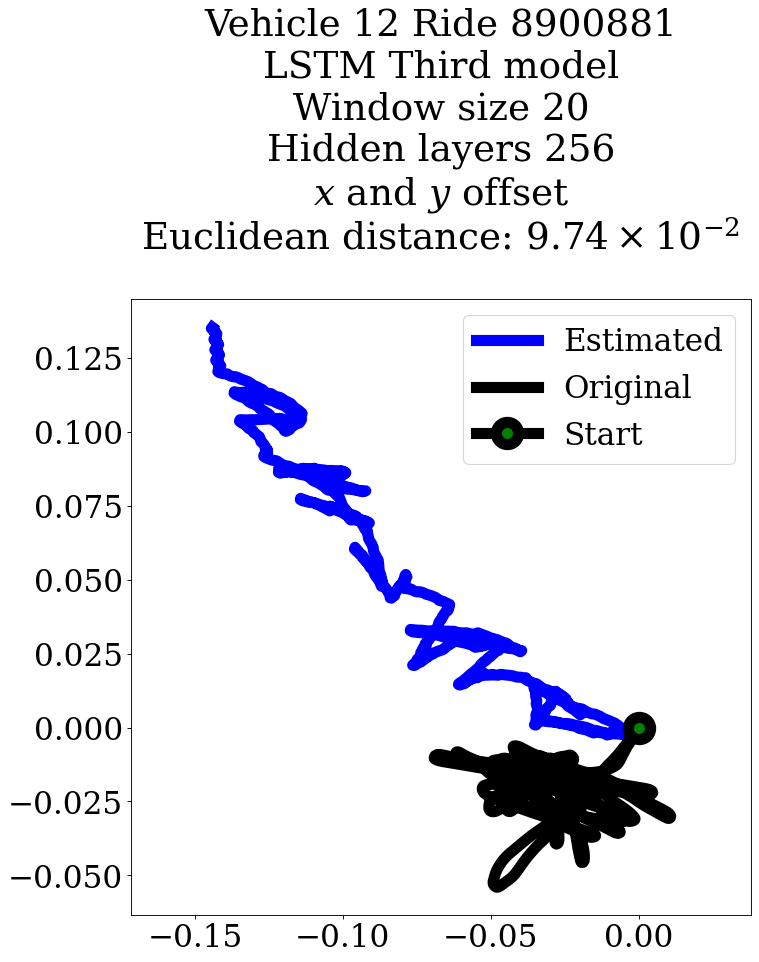 Vehicle 12 Ride 8900881
LSTM Third model
Window size 20
Hidden layers 256
x and y offset
Euclidean distance: 9.74 × 10⁻²
Estimated
Original
Start
0.125
0.100
0.075
0.050
0.025
0.000
−0.025
−0.050
−0.15 −0.10 −0.05 0.00